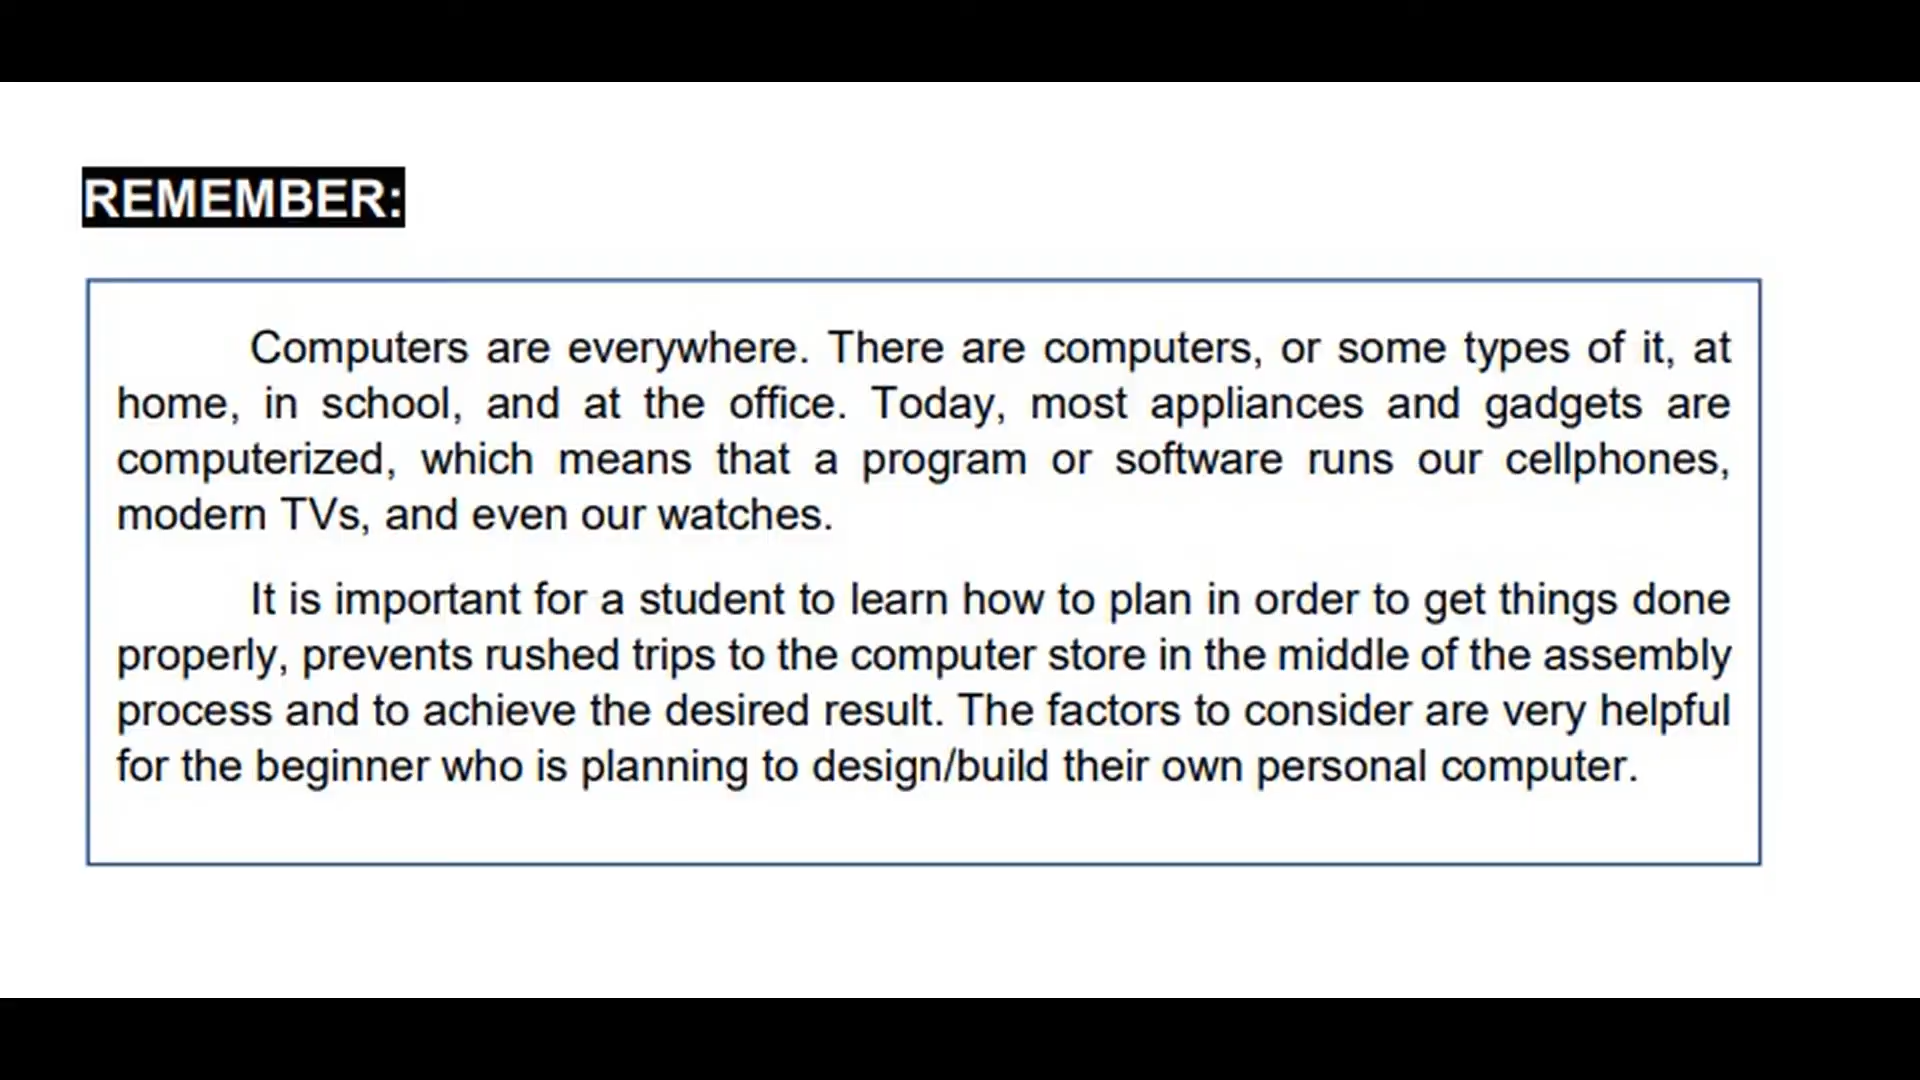 REMEMBER:
Computers are everywhere. There are computers, or some types of it, at
home, in school, and at the office. Today, most appliances and gadgets are
computerized, which means that a program or software runs our cellphones,
modern TVs, and even our watches.
It is important for a student to learn how to plan in order to get things done
properly, prevents rushed trips to the computer store in the middle of the assembly
process and to achieve the desired result. The factors to consider are very helpful
for the beginner who is planning to design/build their own personal computer.